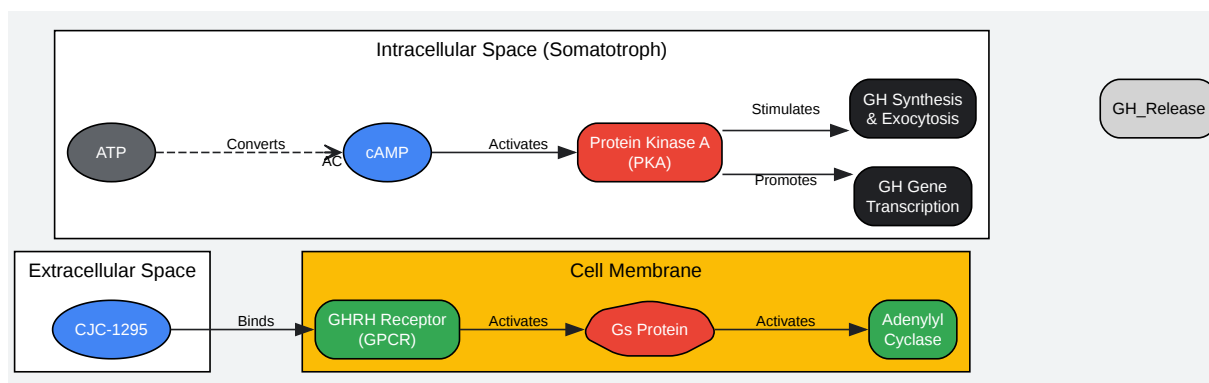 Intracellular Space (Somatotroph)
ATP
Converts
AC
cAMP
Activates
Protein Kinase A
(PKA)
Stimulates
Promotes
GH Synthesis
& Exocytosis
GH Gene
Transcription
GH_Release
Extracellular Space
CJC-1295
Binds
Cell Membrane
GHRH Receptor
(GPCR)
Activates
Gs Protein
Activates
Adenylyl
Cyclase